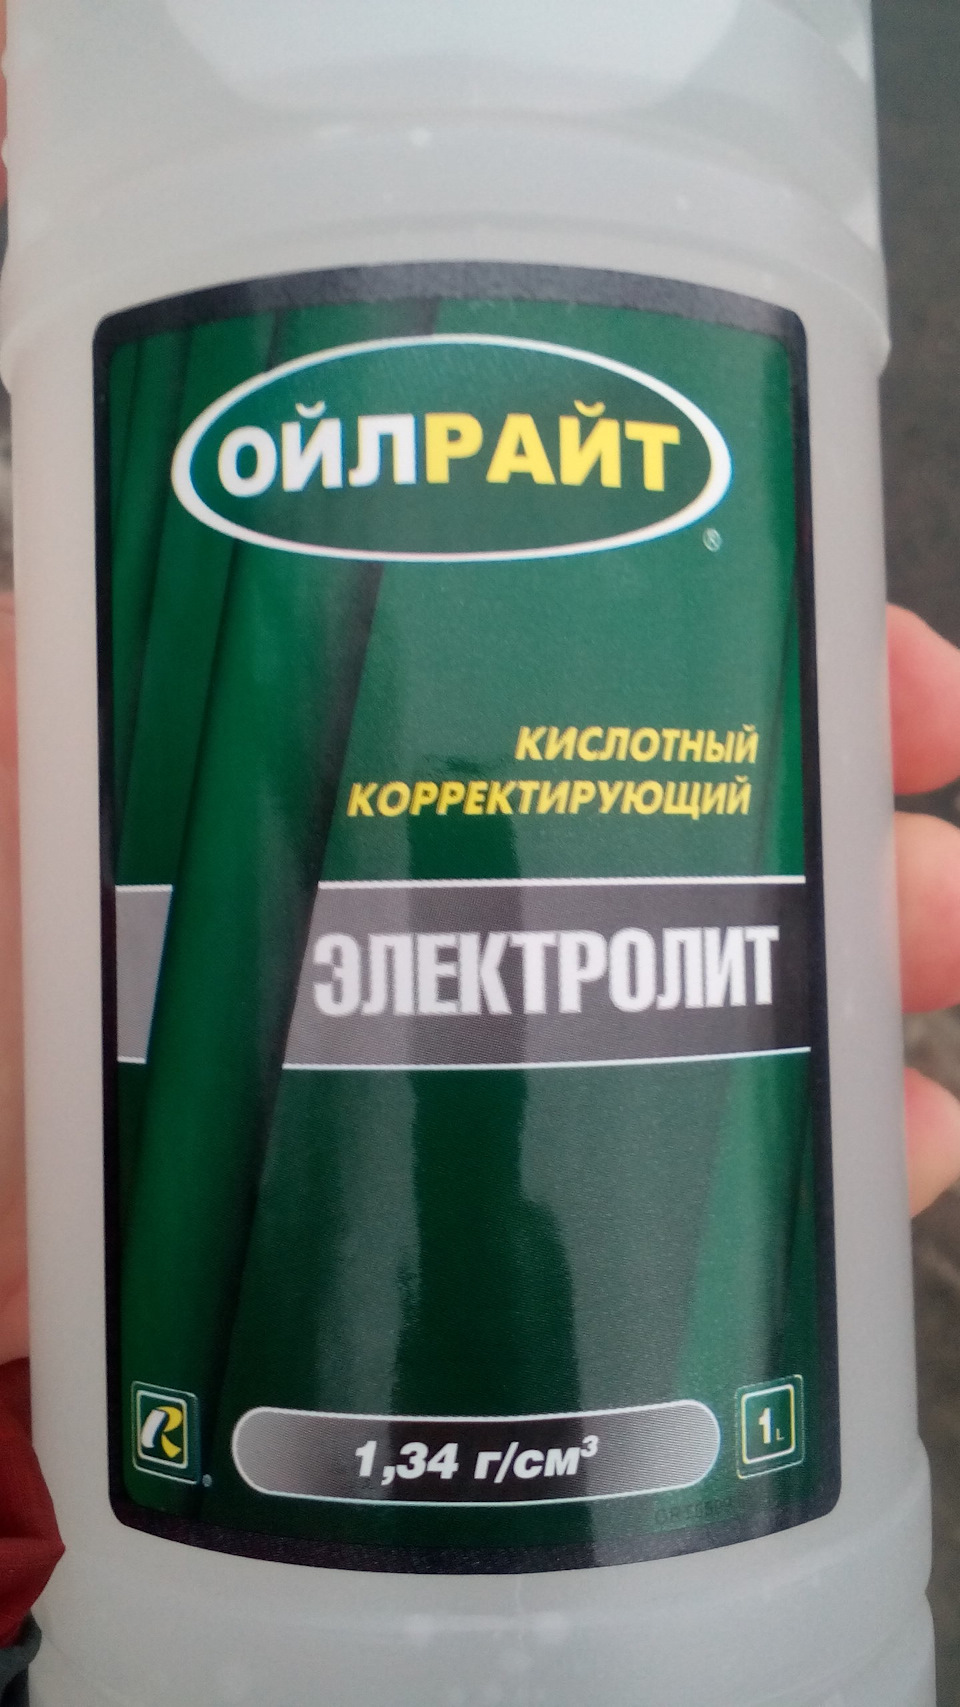 ОЙЛРАЙТ
®
КИСЛОТНЫЙ
КОРРЕКТИРУЮЩИЙ
ЭЛЕКТРОЛИТ
R
1,34 г/см³
1L